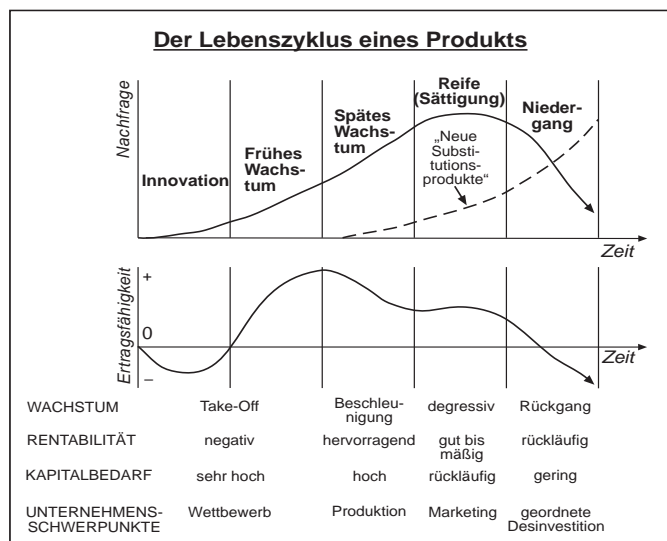 Der Lebenszyklus eines Produkts
Nachfrage
Innovation
Frühes
Wachs-
tum
Spätes
Wachs-
tum
Reife
(Sättigung)
Nieder-
gang
„Neue
Substi-
tutions-
produkte“
Zeit
Ertragsfähigkeit
+
0
–
Zeit
WACHSTUM Take-Off Beschleu-
nigung degressiv Rückgang
RENTABILITÄT negativ hervorragend gut bis
mäßig rückläufig
KAPITALBEDARF sehr hoch hoch rückläufig gering
UNTERNEHMENS-
SCHWERPUNKTE Wettbewerb Produktion Marketing geordnete
Desinvestition